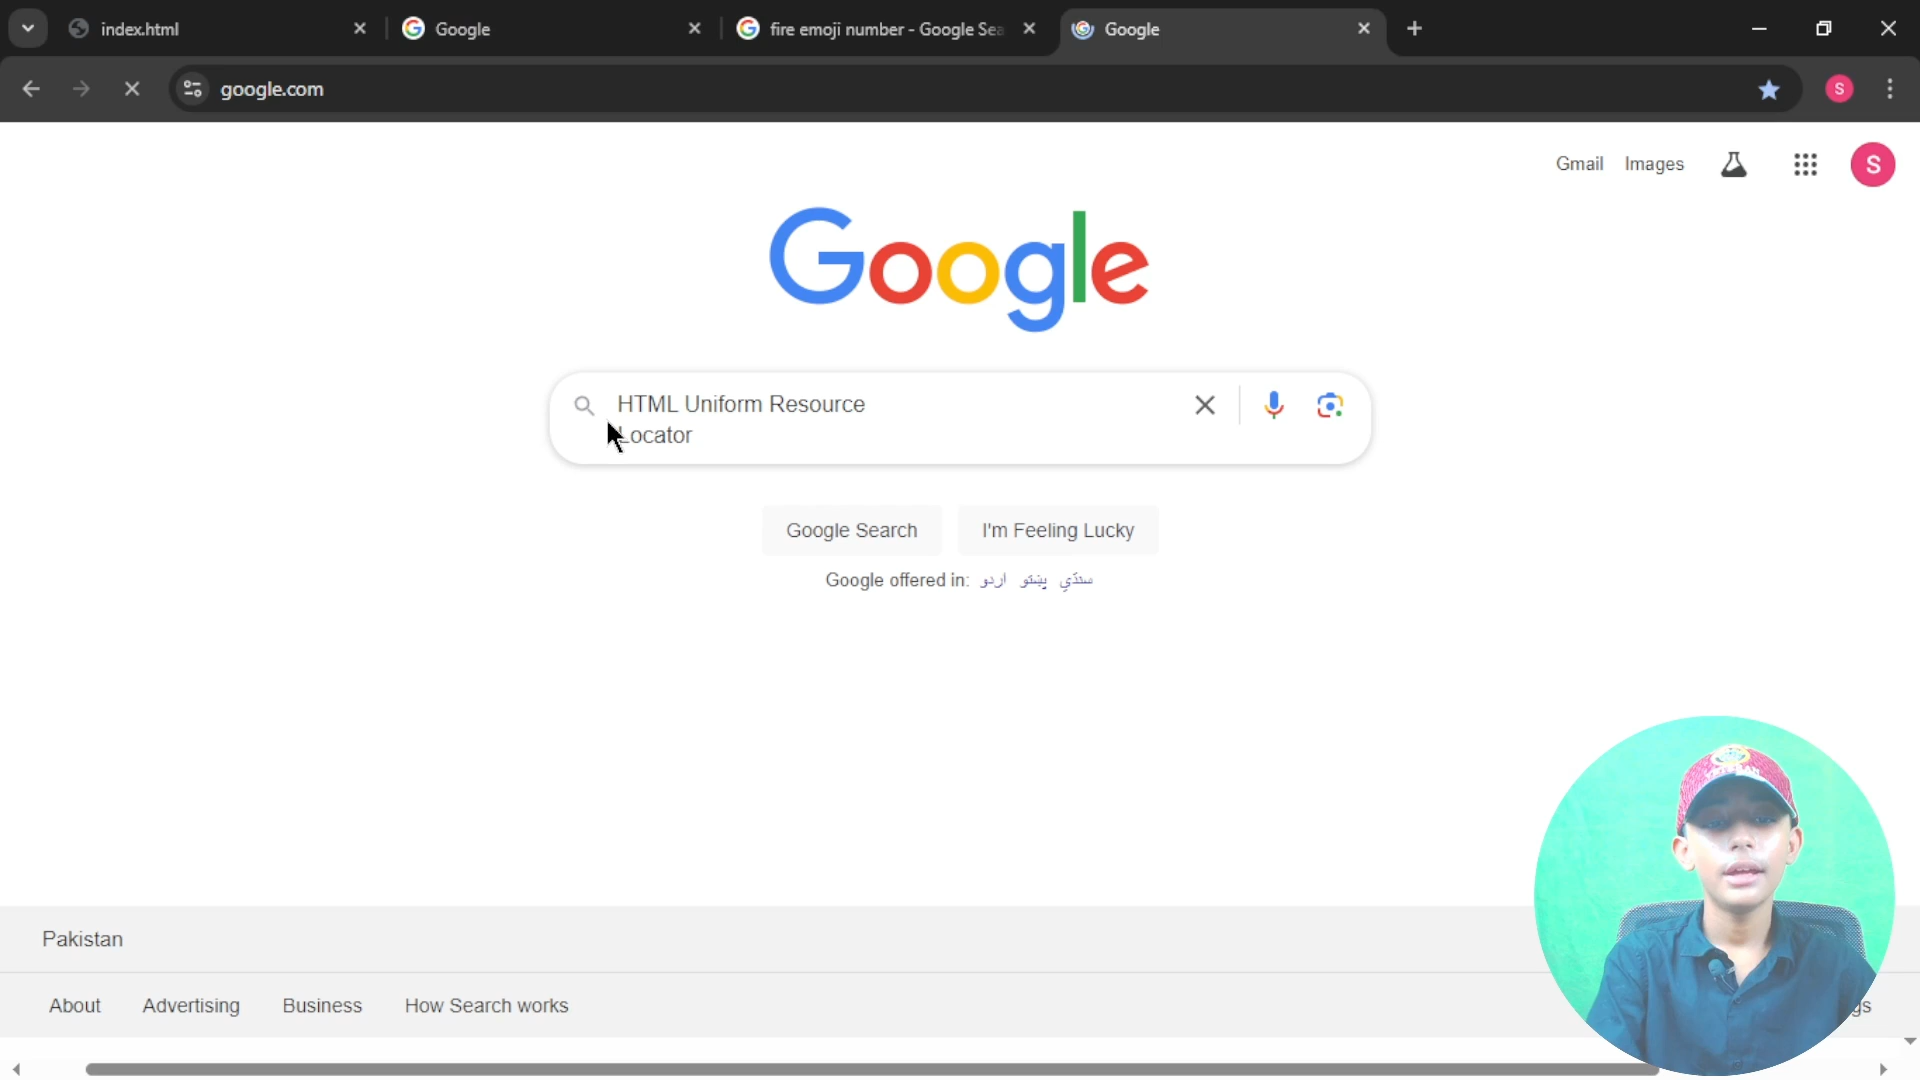 index.html
Google
fire emoji number - Google Sea
Google
google.com
S
Gmail
Images
S
Google
HTML Uniform Resource
Locator
Google Search
I'm Feeling Lucky
Google offered in: اردو پښتو سنڌي
Pakistan
About
Advertising
Business
How Search works
gs